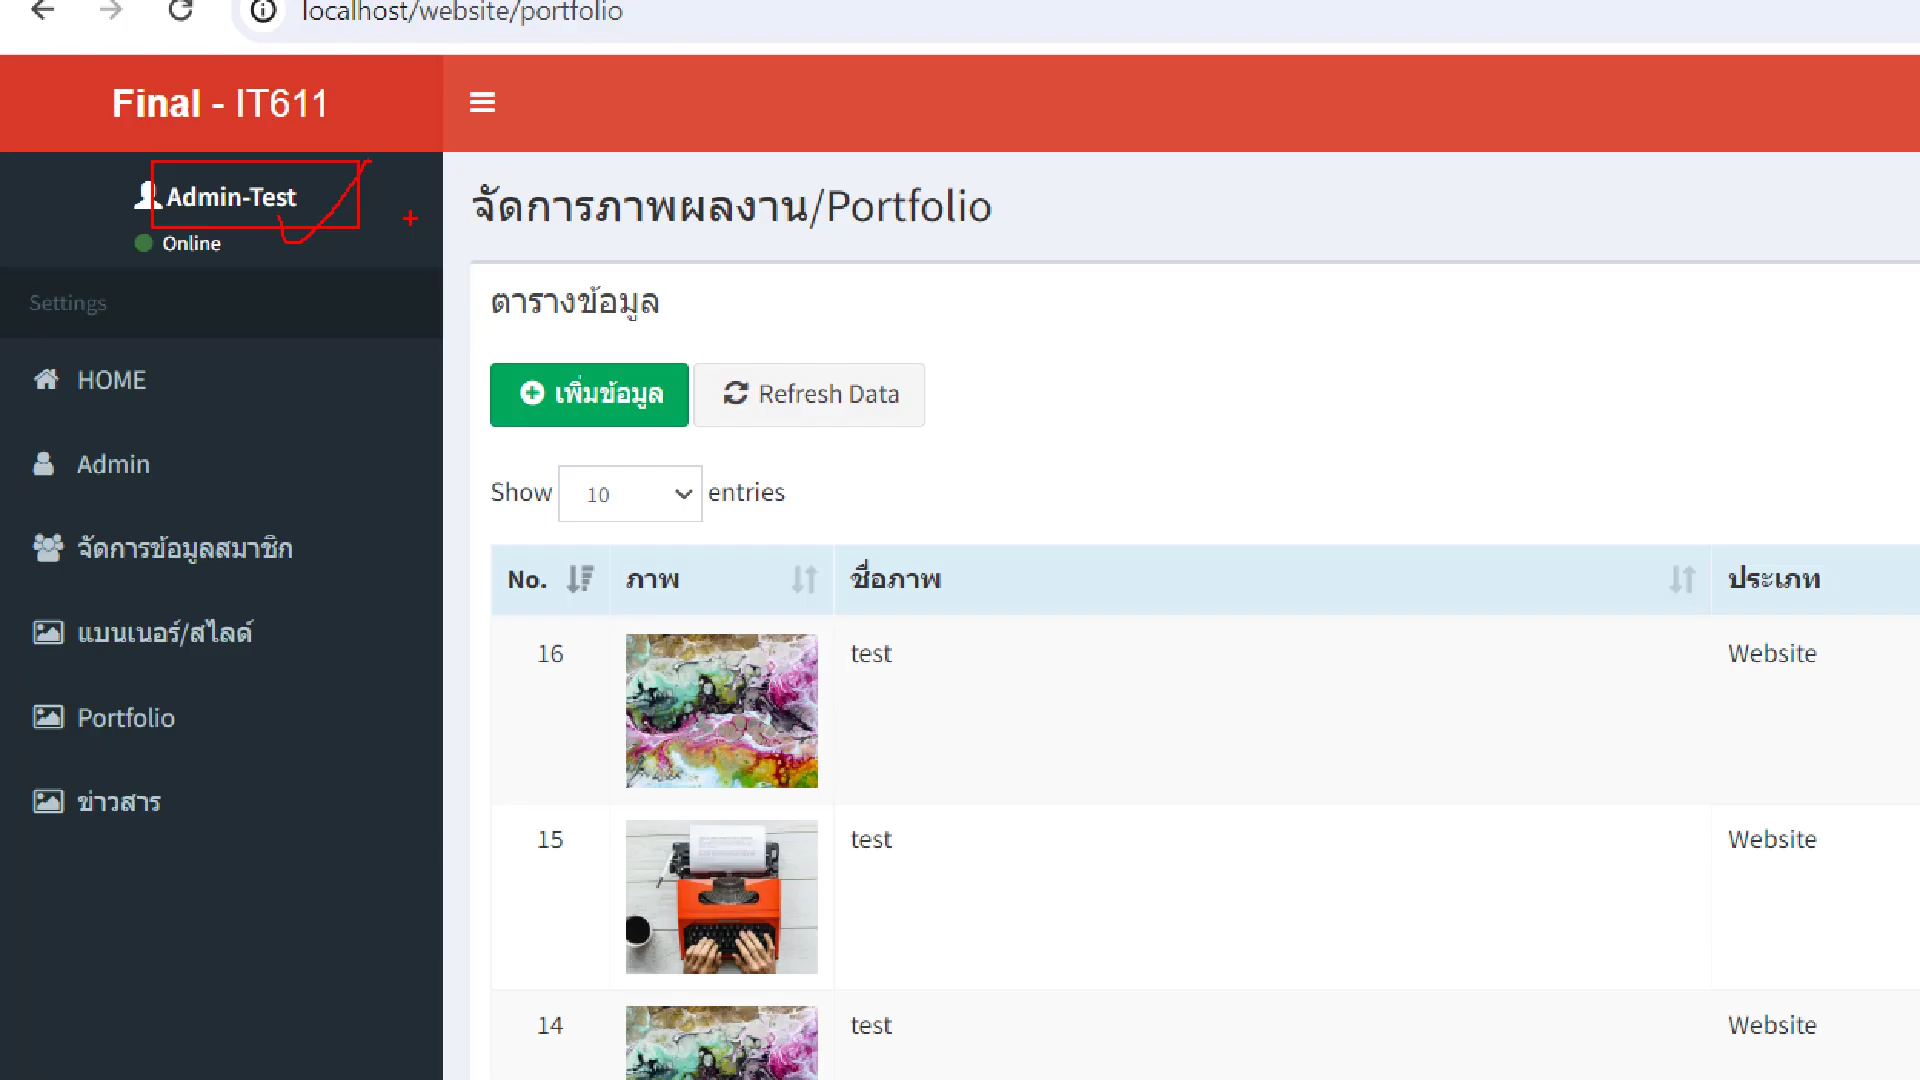 localhost/website/portfolio
Final - IT611
Admin-Test
Online
Settings
HOME
Admin
จัดการข้อมูลสมาชิก
แบนเนอร์/สไลด์
Portfolio
ข่าวสาร
จัดการภาพผลงาน/Portfolio
ตารางข้อมูล
เพิ่มข้อมูล Refresh Data
Show 10 entries
No. ภาพ ชื่อภาพ ประเภท
16 test Website
15 test Website
14 test Website